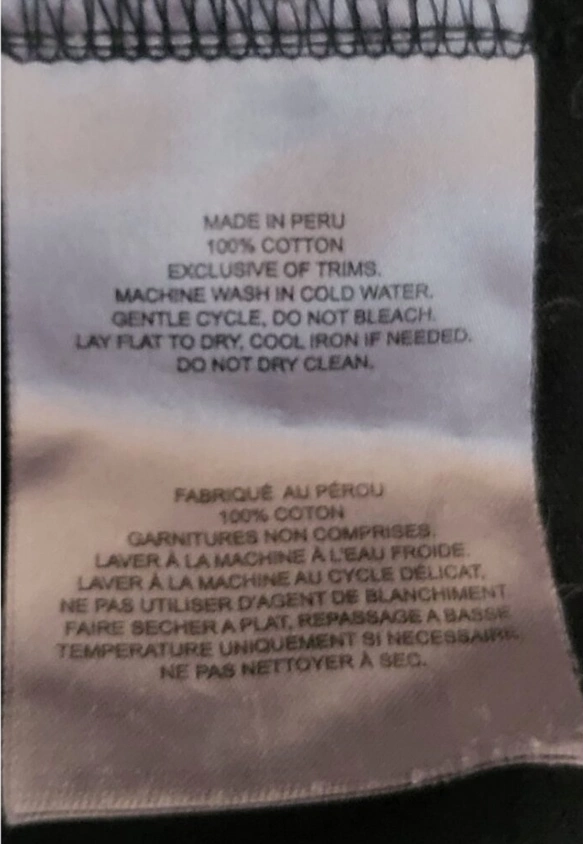 MADE IN PERU
100% COTTON
EXCLUSIVE OF TRIMS.
MACHINE WASH IN COLD WATER.
GENTLE CYCLE, DO NOT BLEACH.
LAY FLAT TO DRY, COOL IRON IF NEEDED.
DO NOT DRY CLEAN.
FABRIQUÉ AU PÉROU
100% COTON
GARNITURES NON COMPRISES.
LAVER À LA MACHINE À L'EAU FROIDE.
LAVER À LA MACHINE AU CYCLE DÉLICAT,
NE PAS UTILISER D'AGENT DE BLANCHIMENT
FAIRE SECHER A PLAT, REPASSAGE A BASSE
TEMPERATURE UNIQUEMENT SI NECESSAIRE.
NE PAS NETTOYER À SEC.